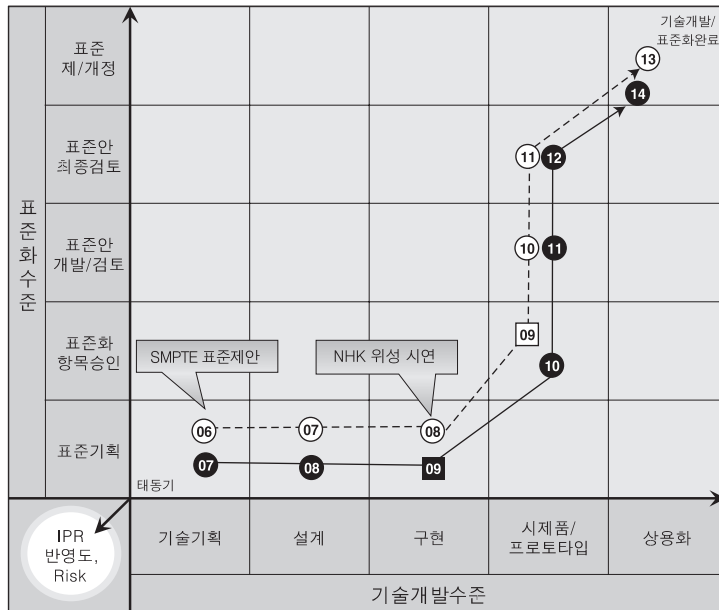 표준
제/개정
기술개발/
표준화완료
13
14
표준안
최종검토
11
12
표준화수준
표준안
개발/검토
10
11
표준화
항목승인
SMPTE 표준제안
NHK 위성 시연
09
10
표준기획
06
07
08
07
08
09
태동기
IPR
반영도,
Risk
기술기획
설계
구현
시제품/
프로토타입
상용화
기술개발수준